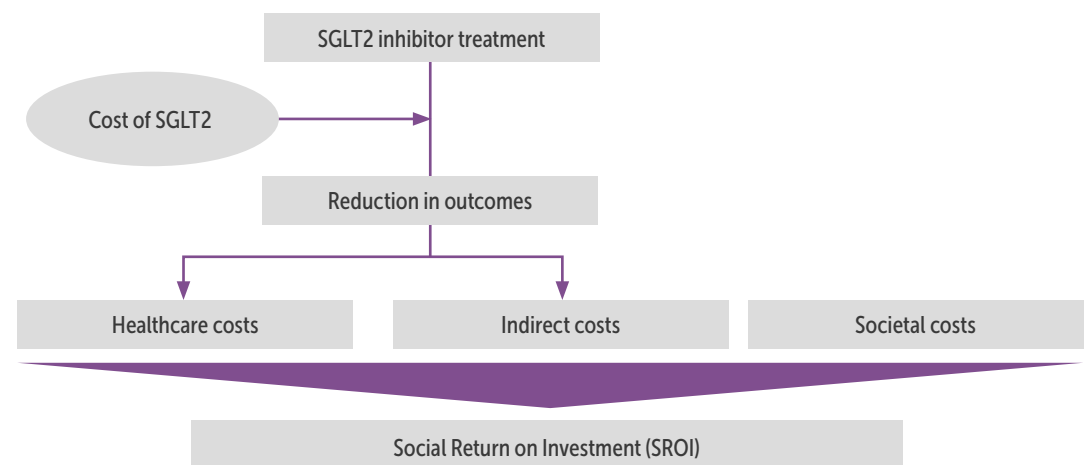 SGLT2 inhibitor treatment
Cost of SGLT2
Reduction in outcomes
Healthcare costs
Indirect costs
Societal costs
Social Return on Investment (SROI)